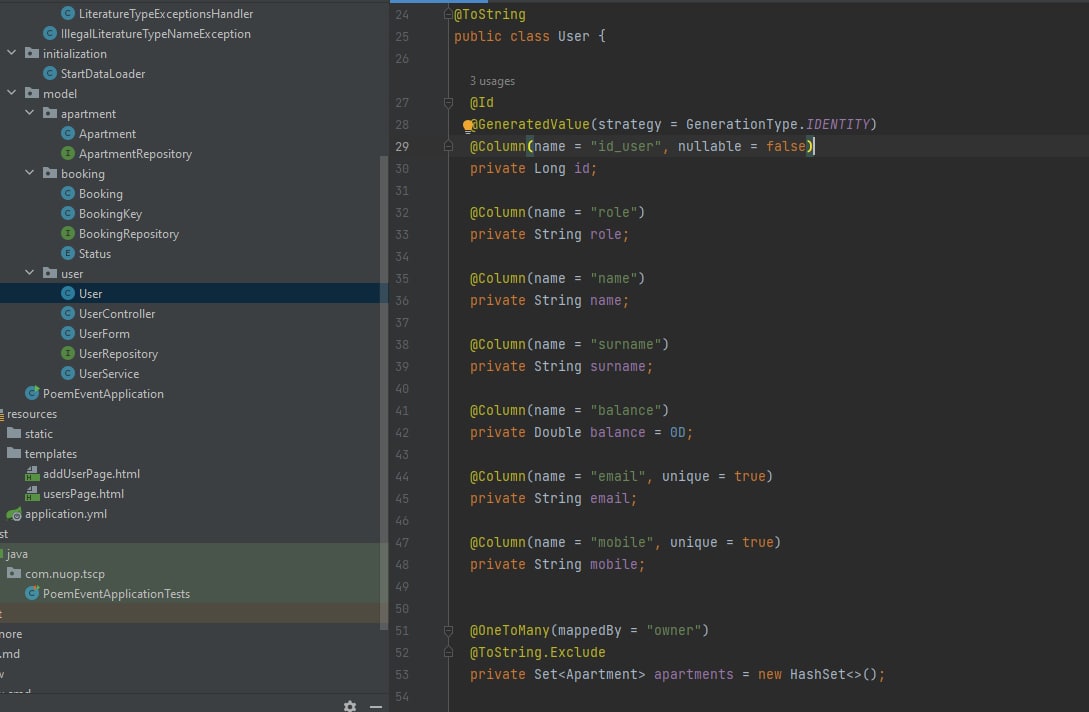 LiteratureTypeExceptionsHandler
IllegalLiteratureTypeNameException
initialization
StartDataLoader
model
apartment
Apartment
ApartmentRepository
booking
Booking
BookingKey
BookingRepository
Status
user
User
UserController
UserForm
UserRepository
UserService
PoemEventApplication
resources
static
templates
addUserPage.html
usersPage.html
application.yml
st
java
com.nuop.tscp
PoemEventApplicationTests
t
nore
.md
24 @ToString
25 public class User {
26
3 usages
27 @Id
28 @GeneratedValue(strategy = GenerationType.IDENTITY)
29 @Column(name = "id_user", nullable = false)
30 private Long id;
31
32 @Column(name = "role")
33 private String role;
34
35 @Column(name = "name")
36 private String name;
37
38 @Column(name = "surname")
39 private String surname;
40
41 @Column(name = "balance")
42 private Double balance = 0D;
43
44 @Column(name = "email", unique = true)
45 private String email;
46
47 @Column(name = "mobile", unique = true)
48 private String mobile;
49
50
51 @OneToMany(mappedBy = "owner")
52 @ToString.Exclude
53 private Set<Apartment> apartments = new HashSet<>();
54